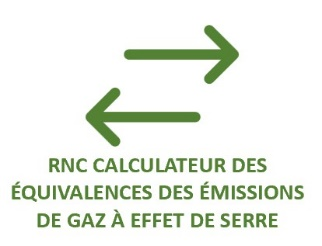 RNC CALCULATEUR DES
ÉQUIVALENCES DES ÉMISSIONS
DE GAZ À EFFET DE SERRE